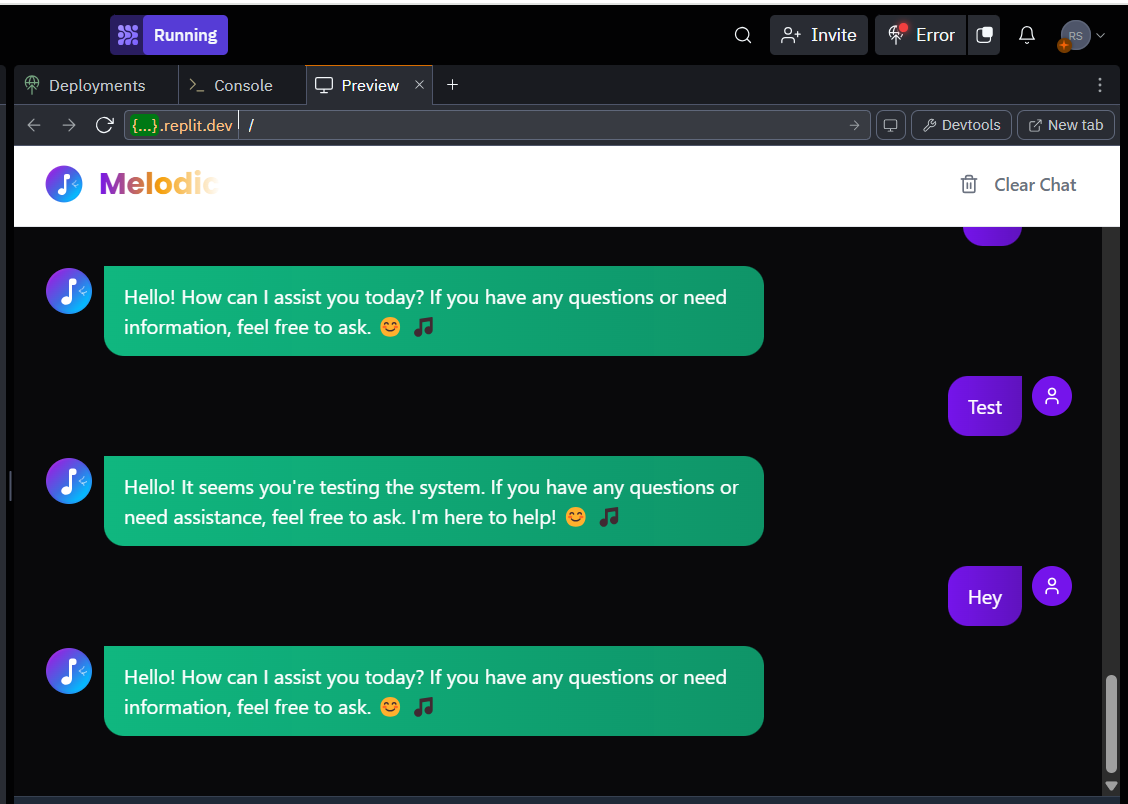 Running
Invite
Error
RS
Deployments
Console
Preview
{...}.replit.dev /
Devtools
New tab
Melodic
Clear Chat
Hello! How can I assist you today? If you have any questions or need
information, feel free to ask. 😊 🎵
Test
Hello! It seems you're testing the system. If you have any questions or
need assistance, feel free to ask. I'm here to help! 😊 🎵
Hey
Hello! How can I assist you today? If you have any questions or need
information, feel free to ask. 😊 🎵